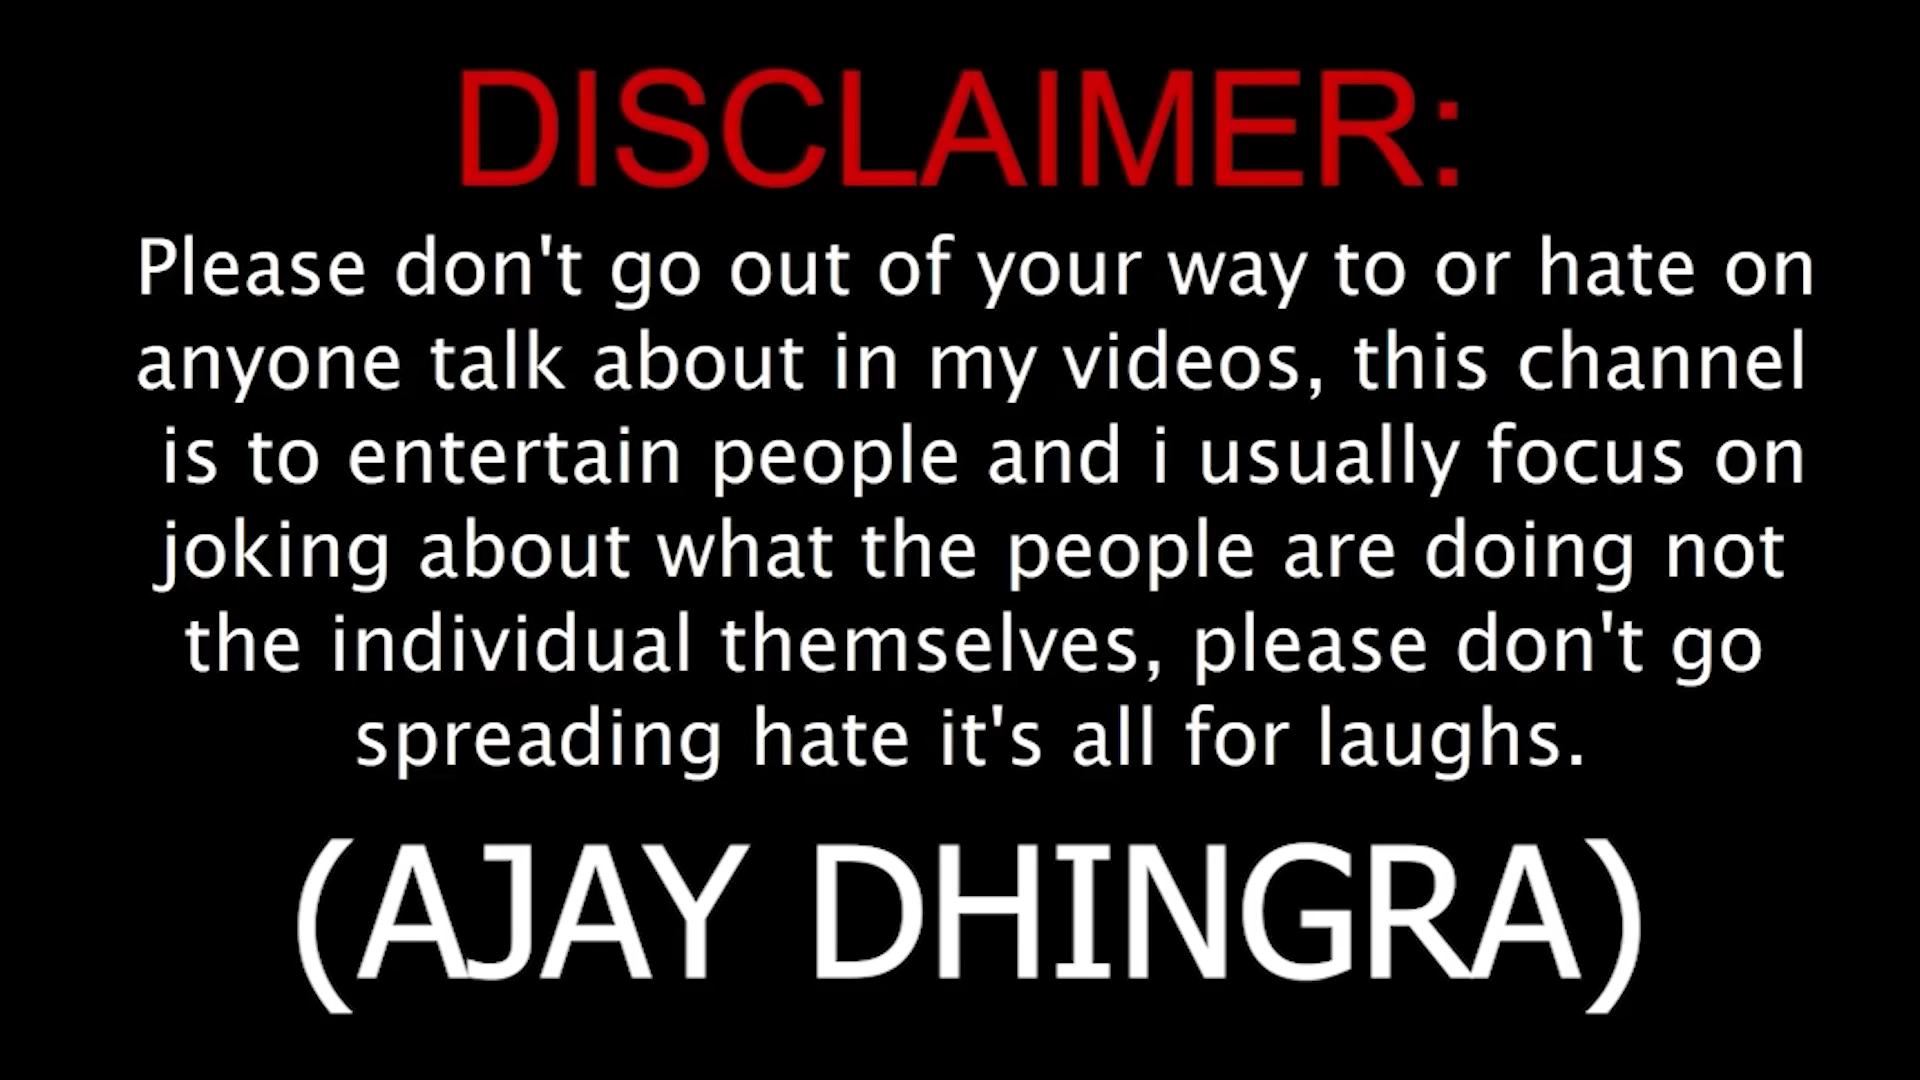 DISCLAIMER:
Please don't go out of your way to or hate on
anyone talk about in my videos, this channel
is to entertain people and i usually focus on
joking about what the people are doing not
the individual themselves, please don't go
spreading hate it's all for laughs.
(AJAY DHINGRA)